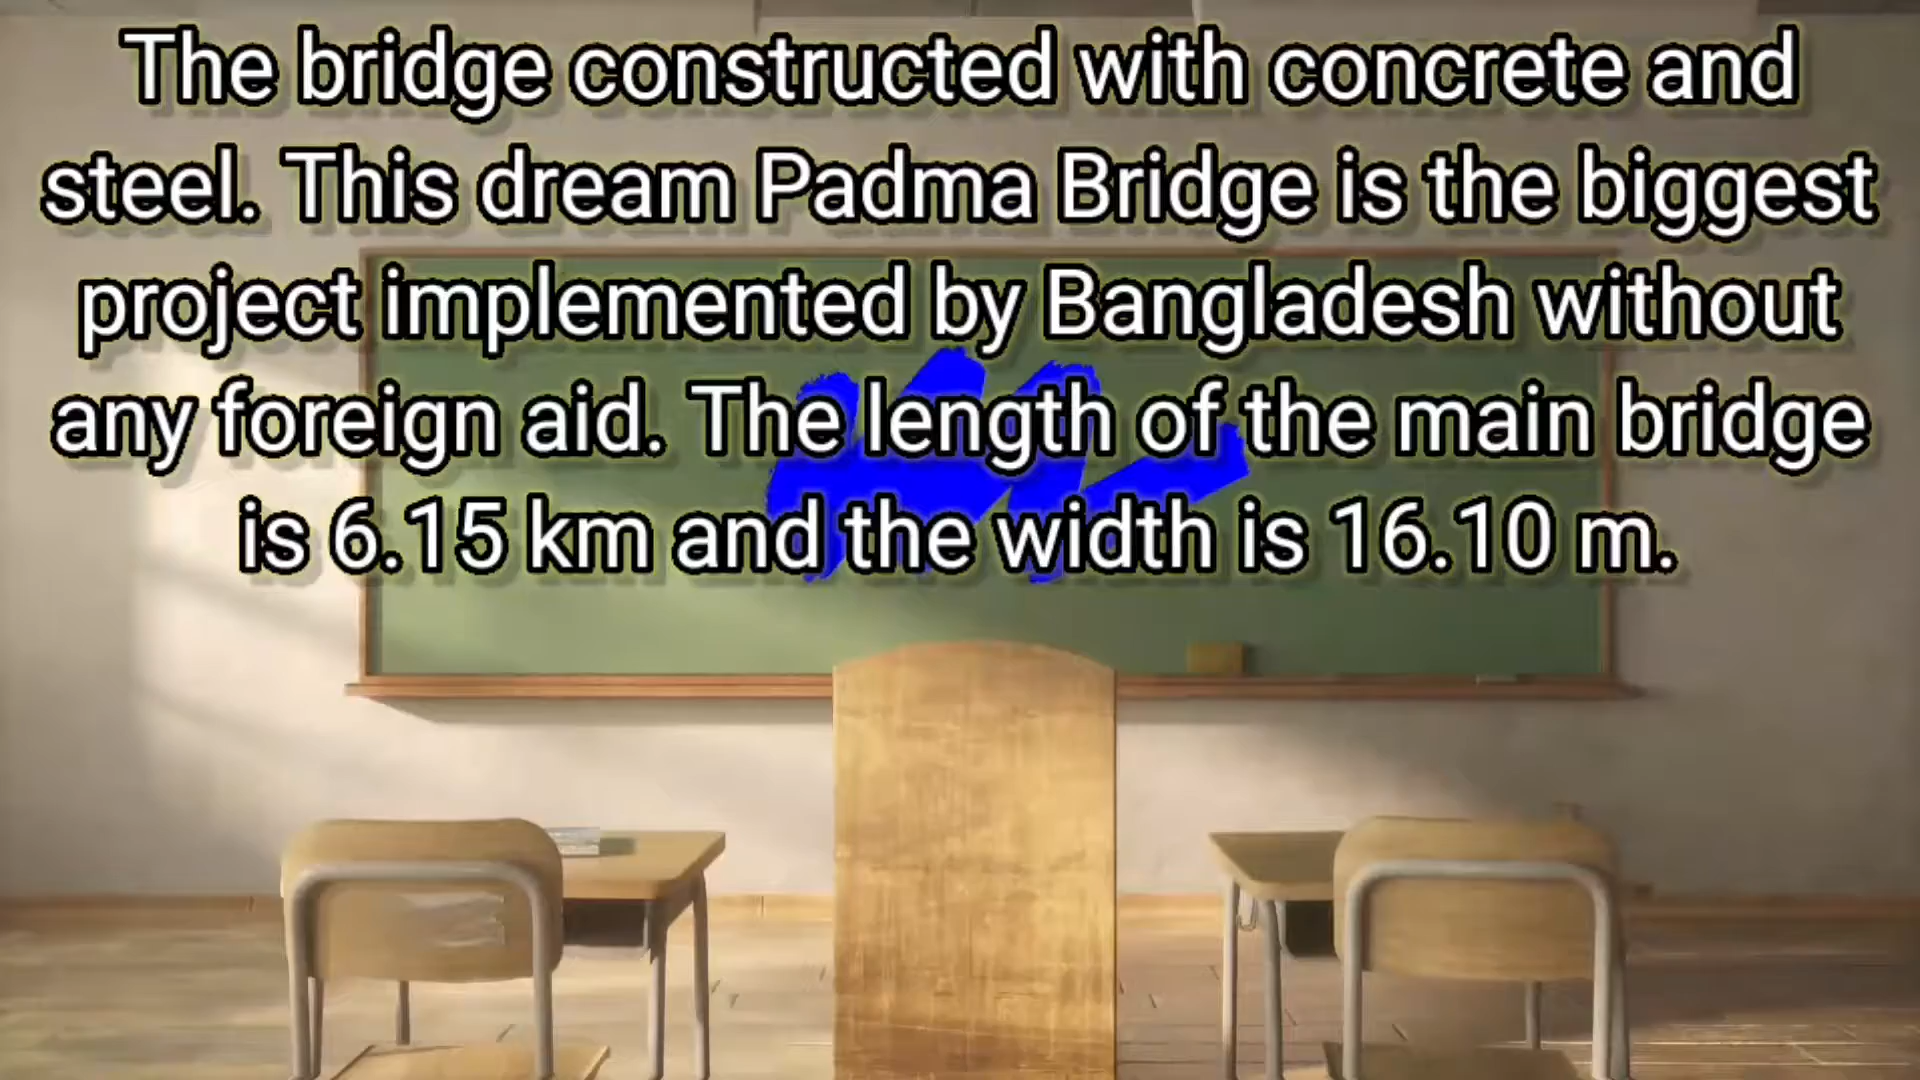 The bridge constructed with concrete and
steel. This dream Padma Bridge is the biggest
project implemented by Bangladesh without
any foreign aid. The length of the main bridge
is 6.15 km and the width is 16.10 m.